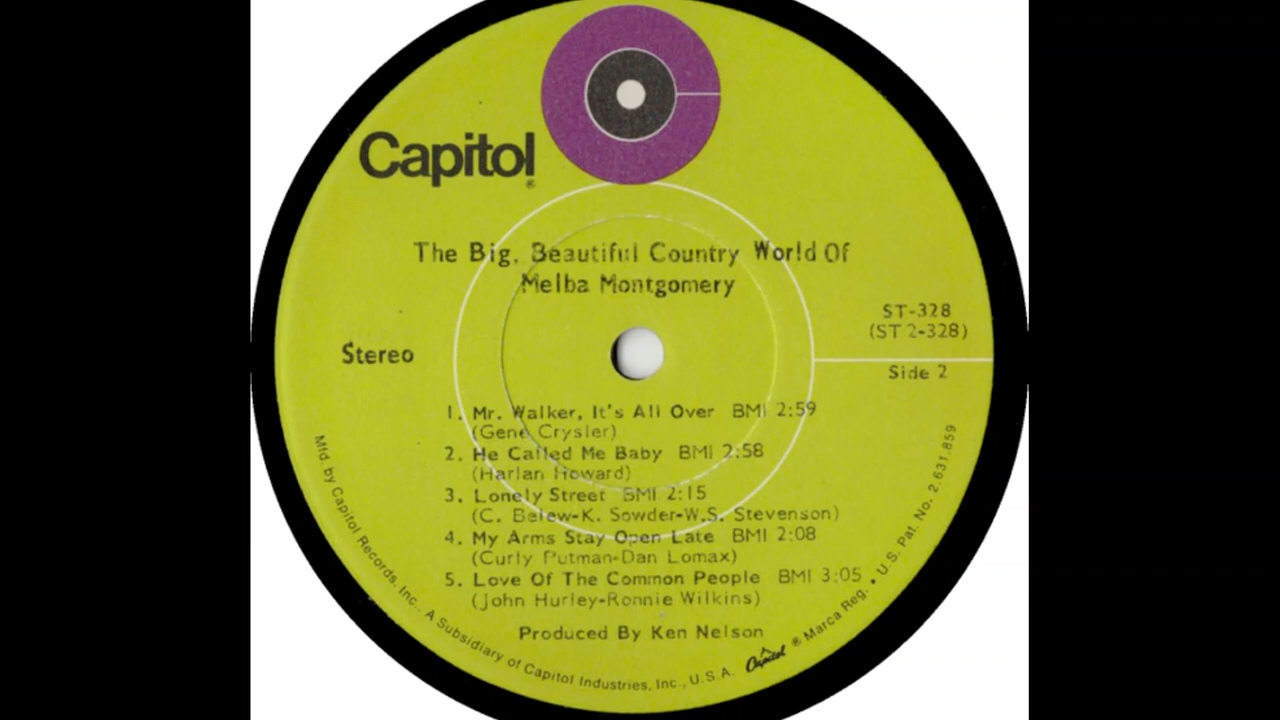 Capitol
®
The Big, Beautiful Country World Of
Melba Montgomery
ST-328
(ST 2-328)
Stereo
Side 2
1. Mr. Walker, It's All Over BMI 2:59
(Gene Crysler)
2. He Called Me Baby BMI 2:58
(Harlan Howard)
3. Lonely Street BMI 2:15
(C. Belew-K. Sowder-W.S. Stevenson)
4. My Arms Stay Open Late BMI 2:08
(Curly Putman-Dan Lomax)
5. Love Of The Common People BMI 3:05
(John Hurley-Ronnie Wilkins)
Produced By Ken Nelson
Mfd. by Capitol Records, Inc., A Subsidiary of Capitol Industries, Inc., U.S.A. Capitol ® Marca Reg. • U.S. Pat. No. 2,631,859